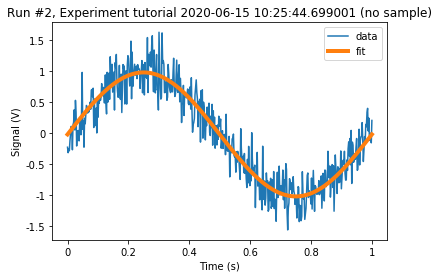 Run #2, Experiment tutorial 2020-06-15 10:25:44.699001 (no sample)
data
fit
Signal (V)
1.5
1
0.5
0
-0.5
-1
-1.5
0
0.2
0.4
0.6
0.8
1
Time (s)